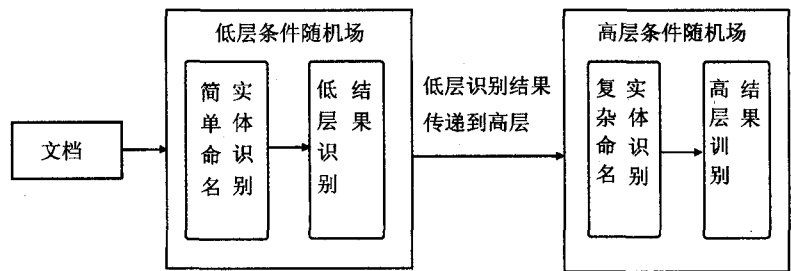 文档
低层条件随机场
简单命名
实体识别
低层识别
结果
低层识别结果
传递到高层
高层条件随机场
复杂命名
实体识别
高层训别
结果